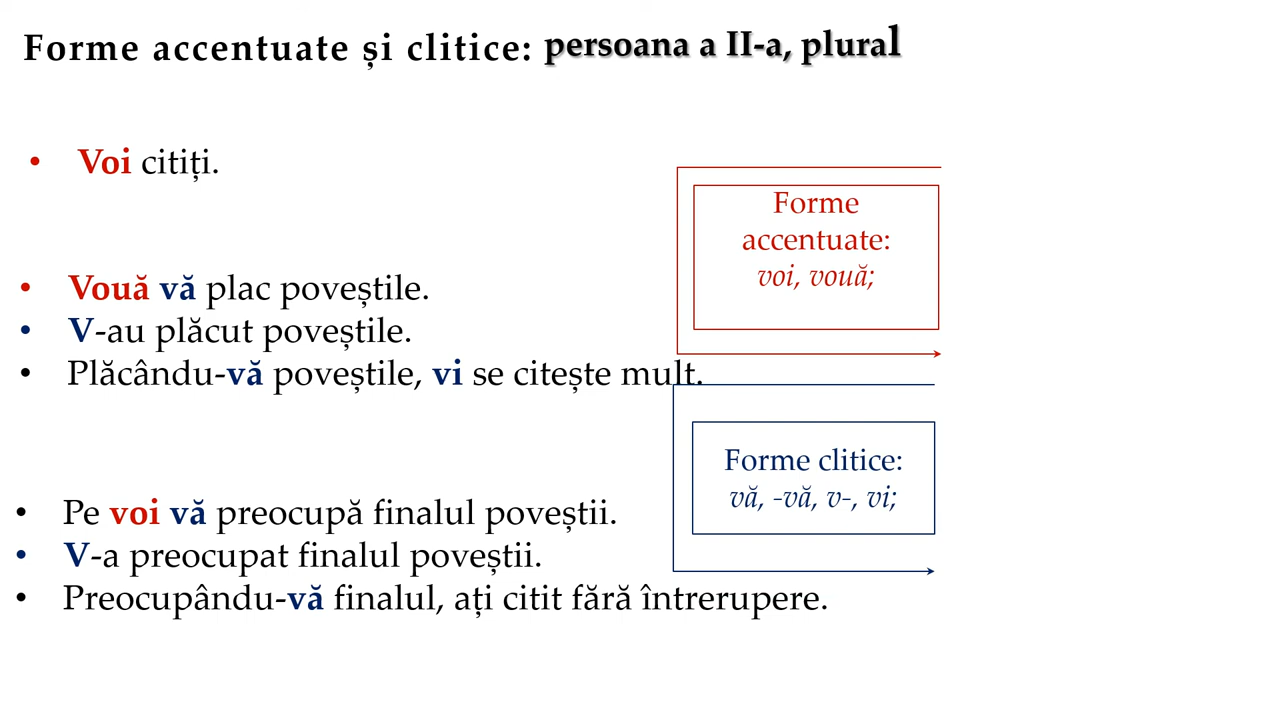 Forme accentuate și clitice: persoana a II-a, plural
• Voi citiți.
• Vouă vă plac poveștile.
• V-au plăcut poveștile.
• Plăcându-vă poveștile, vi se citește mult.
• Pe voi vă preocupă finalul poveștii.
• V-a preocupat finalul poveștii.
• Preocupându-vă finalul, ați citit fără întrerupere.
Forme
accentuate:
voi, vouă;
Forme clitice:
vă, -vă, v-, vi;